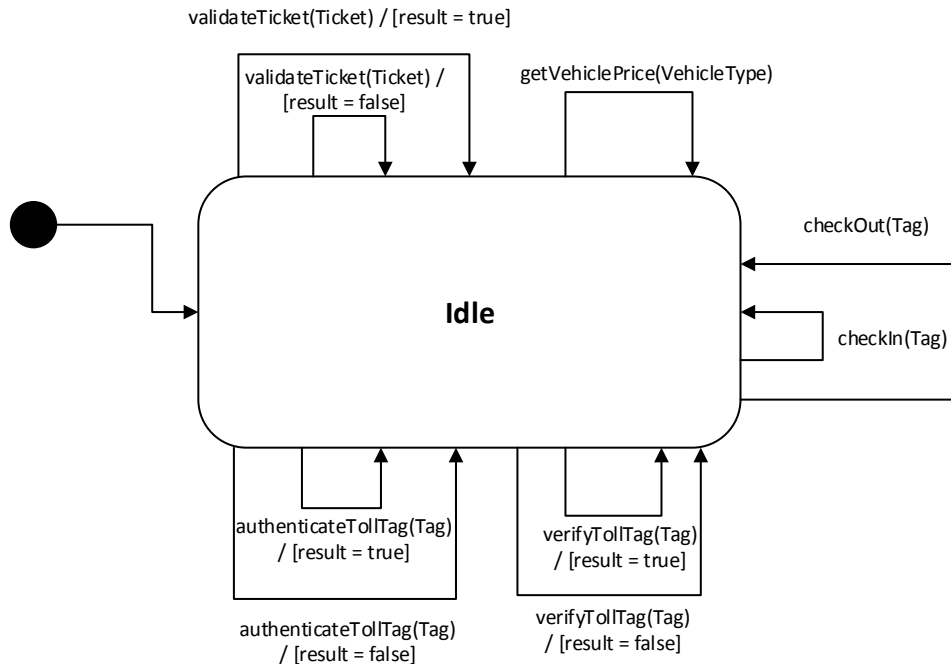 validateTicket(Ticket) / [result = true]
validateTicket(Ticket) /
[result = false]
getVehiclePrice(VehicleType)
checkOut(Tag)
Idle
checkIn(Tag)
authenticateTollTag(Tag)
/ [result = true]
verifyTollTag(Tag)
/ [result = true]
authenticateTollTag(Tag)
/ [result = false]
verifyTollTag(Tag)
/ [result = false]